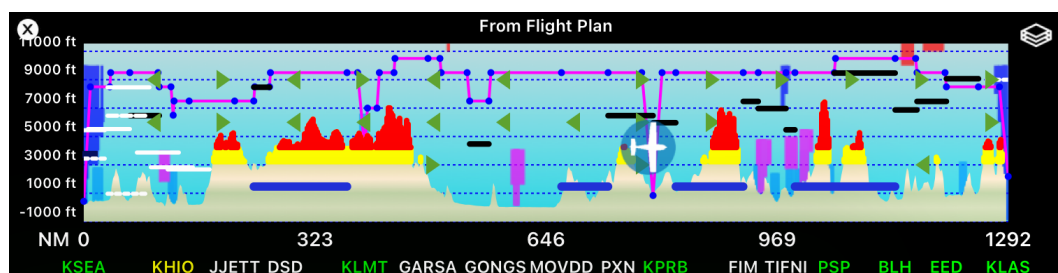 From Flight Plan
11000 ft
9000 ft
7000 ft
5000 ft
3000 ft
1000 ft
-1000 ft
NM 0 323 646 969 1292
KSEA KHIO JJETT DSD KLMT GARSA GONGS MOVDD PXN KPRB FIM TIFNI PSP BLH EED KLAS